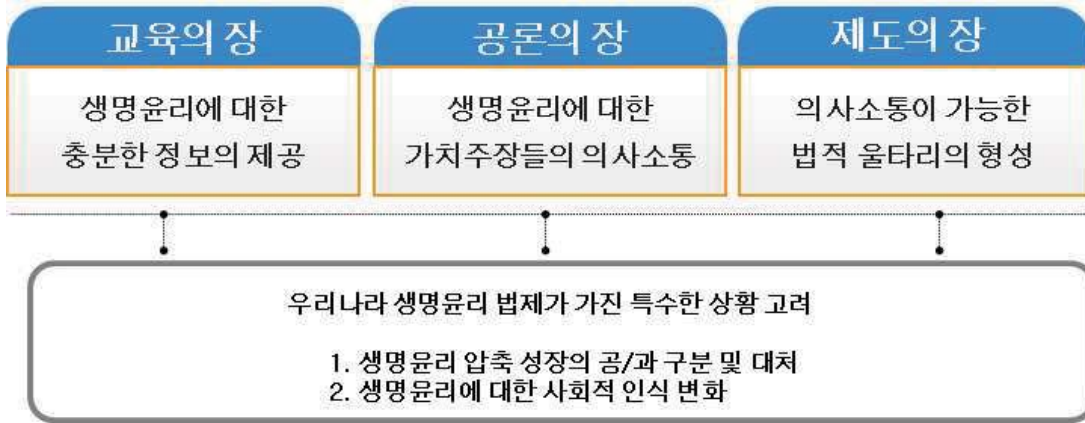 교육의 장
생명윤리에 대한
충분한 정보의 제공
공론의 장
생명윤리에 대한
가치주장들의 의사소통
제도의 장
의사소통이 가능한
법적 울타리의 형성
우리나라 생명윤리 법제가 가진 특수한 상황 고려
1. 생명윤리 압축 성장의 공/과 구분 및 대처
2. 생명윤리에 대한 사회적 인식 변화